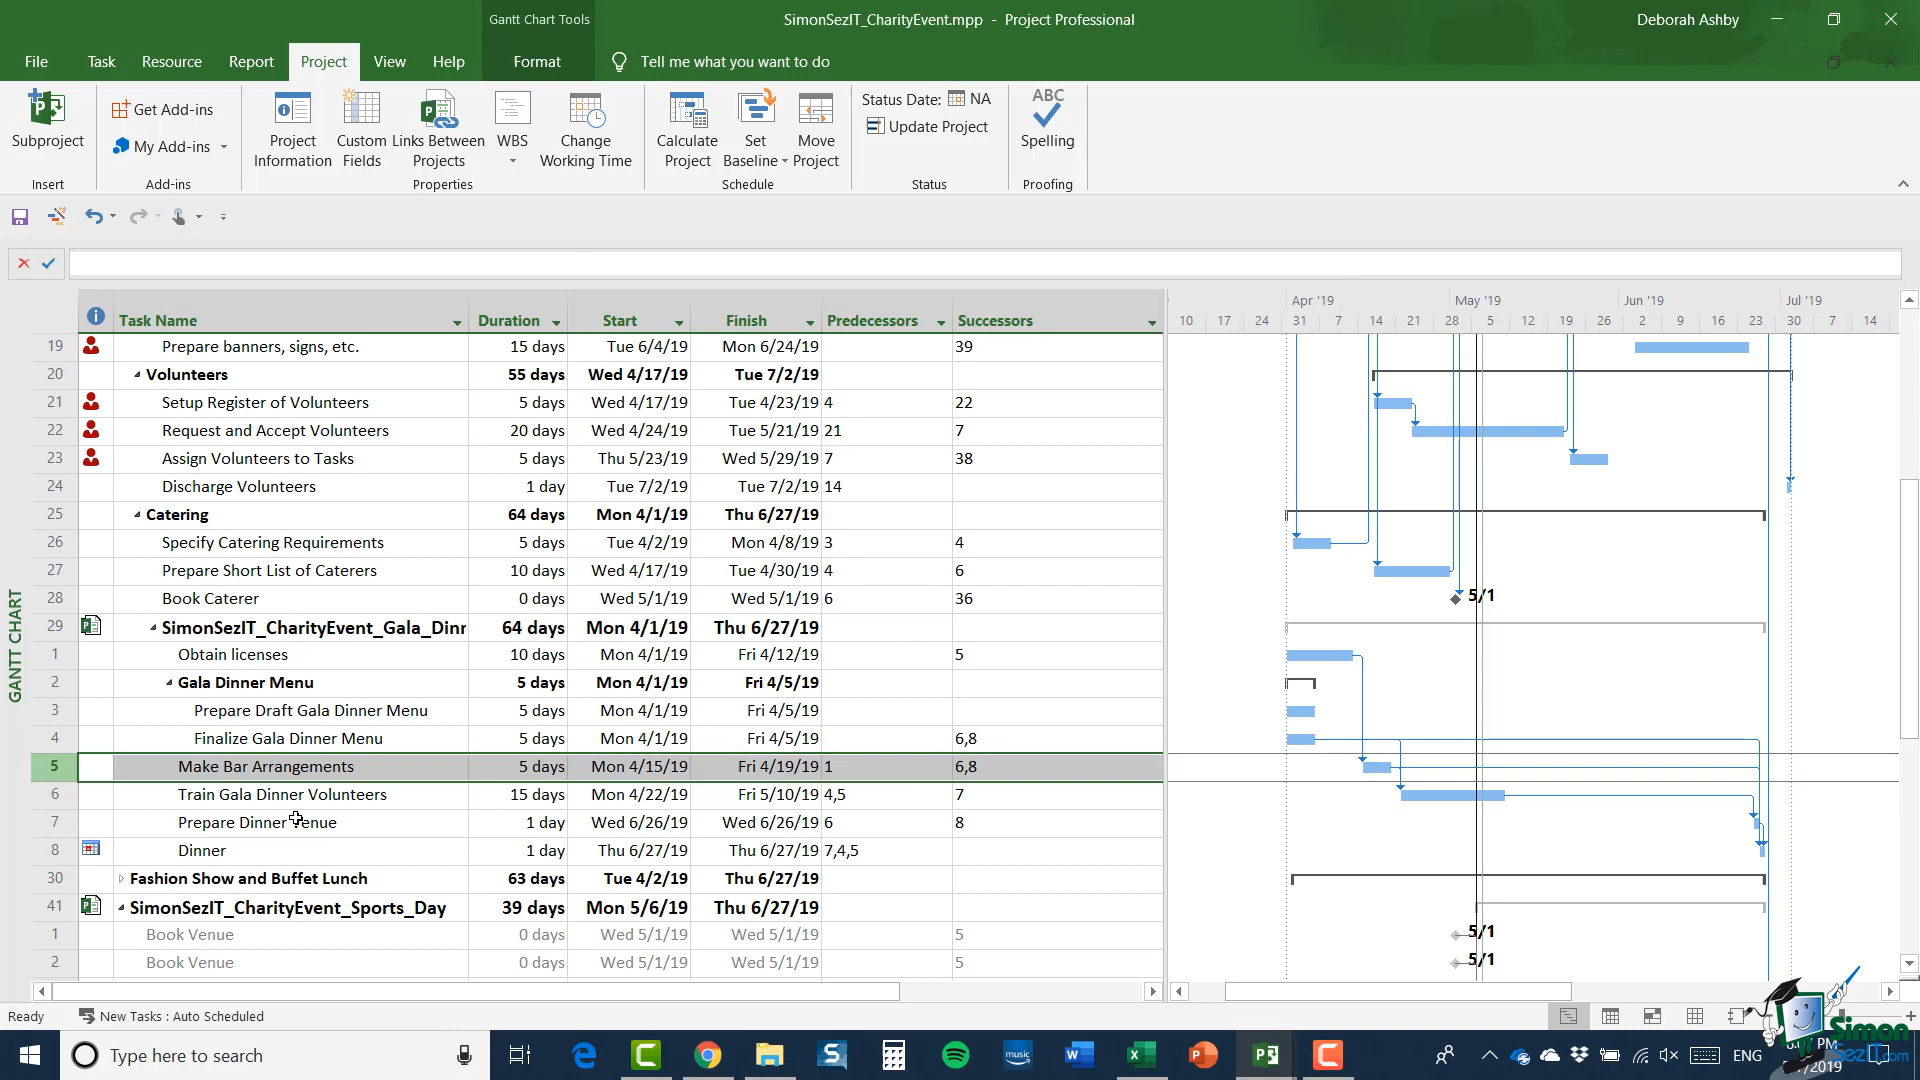 Gantt Chart Tools
SimonSezIT_CharityEvent.mpp - Project Professional
Deborah Ashby
File Task Resource Report Project View Help Format Tell me what you want to do
Subproject
Get Add-ins
My Add-ins
Project Information
Custom Fields
Links Between Projects
WBS
Change Working Time
Calculate Project
Set Baseline
Move Project
Status Date: NA
Update Project
ABC
Spelling
Insert Add-ins Properties Schedule Status Proofing
GANTT CHART
Task Name Duration Start Finish Predecessors Successors
Apr '19 May '19 Jun '19 Jul '19
10 17 24 31 7 14 21 28 5 12 19 26 2 9 16 23 30 7 14
19 Prepare banners, signs, etc. 15 days Tue 6/4/19 Mon 6/24/19 39
20 Volunteers 55 days Wed 4/17/19 Tue 7/2/19
21 Setup Register of Volunteers 5 days Wed 4/17/19 Tue 4/23/19 4 22
22 Request and Accept Volunteers 20 days Wed 4/24/19 Tue 5/21/19 21 7
23 Assign Volunteers to Tasks 5 days Thu 5/23/19 Wed 5/29/19 7 38
24 Discharge Volunteers 1 day Tue 7/2/19 Tue 7/2/19 14
25 Catering 64 days Mon 4/1/19 Thu 6/27/19
26 Specify Catering Requirements 5 days Tue 4/2/19 Mon 4/8/19 3 4
27 Prepare Short List of Caterers 10 days Wed 4/17/19 Tue 4/30/19 4 6
28 Book Caterer 0 days Wed 5/1/19 Wed 5/1/19 6 36 5/1
29 SimonSezIT_CharityEvent_Gala_Dinr 64 days Mon 4/1/19 Thu 6/27/19
1 Obtain licenses 10 days Mon 4/1/19 Fri 4/12/19 5
2 Gala Dinner Menu 5 days Mon 4/1/19 Fri 4/5/19
3 Prepare Draft Gala Dinner Menu 5 days Mon 4/1/19 Fri 4/5/19
4 Finalize Gala Dinner Menu 5 days Mon 4/1/19 Fri 4/5/19 6,8
5 Make Bar Arrangements 5 days Mon 4/15/19 Fri 4/19/19 1 6,8
6 Train Gala Dinner Volunteers 15 days Mon 4/22/19 Fri 5/10/19 4,5 7
7 Prepare Dinner Venue 1 day Wed 6/26/19 Wed 6/26/19 6 8
8 Dinner 1 day Thu 6/27/19 Thu 6/27/19 7,4,5
30 Fashion Show and Buffet Lunch 63 days Tue 4/2/19 Thu 6/27/19
41 SimonSezIT_CharityEvent_Sports_Day 39 days Mon 5/6/19 Thu 6/27/19
1 Book Venue 0 days Wed 5/1/19 Wed 5/1/19 5 5/1
2 Book Venue 0 days Wed 5/1/19 Wed 5/1/19 5 5/1
Ready New Tasks : Auto Scheduled
Type here to search
music
ENG
PM
Simon
SezIT.com